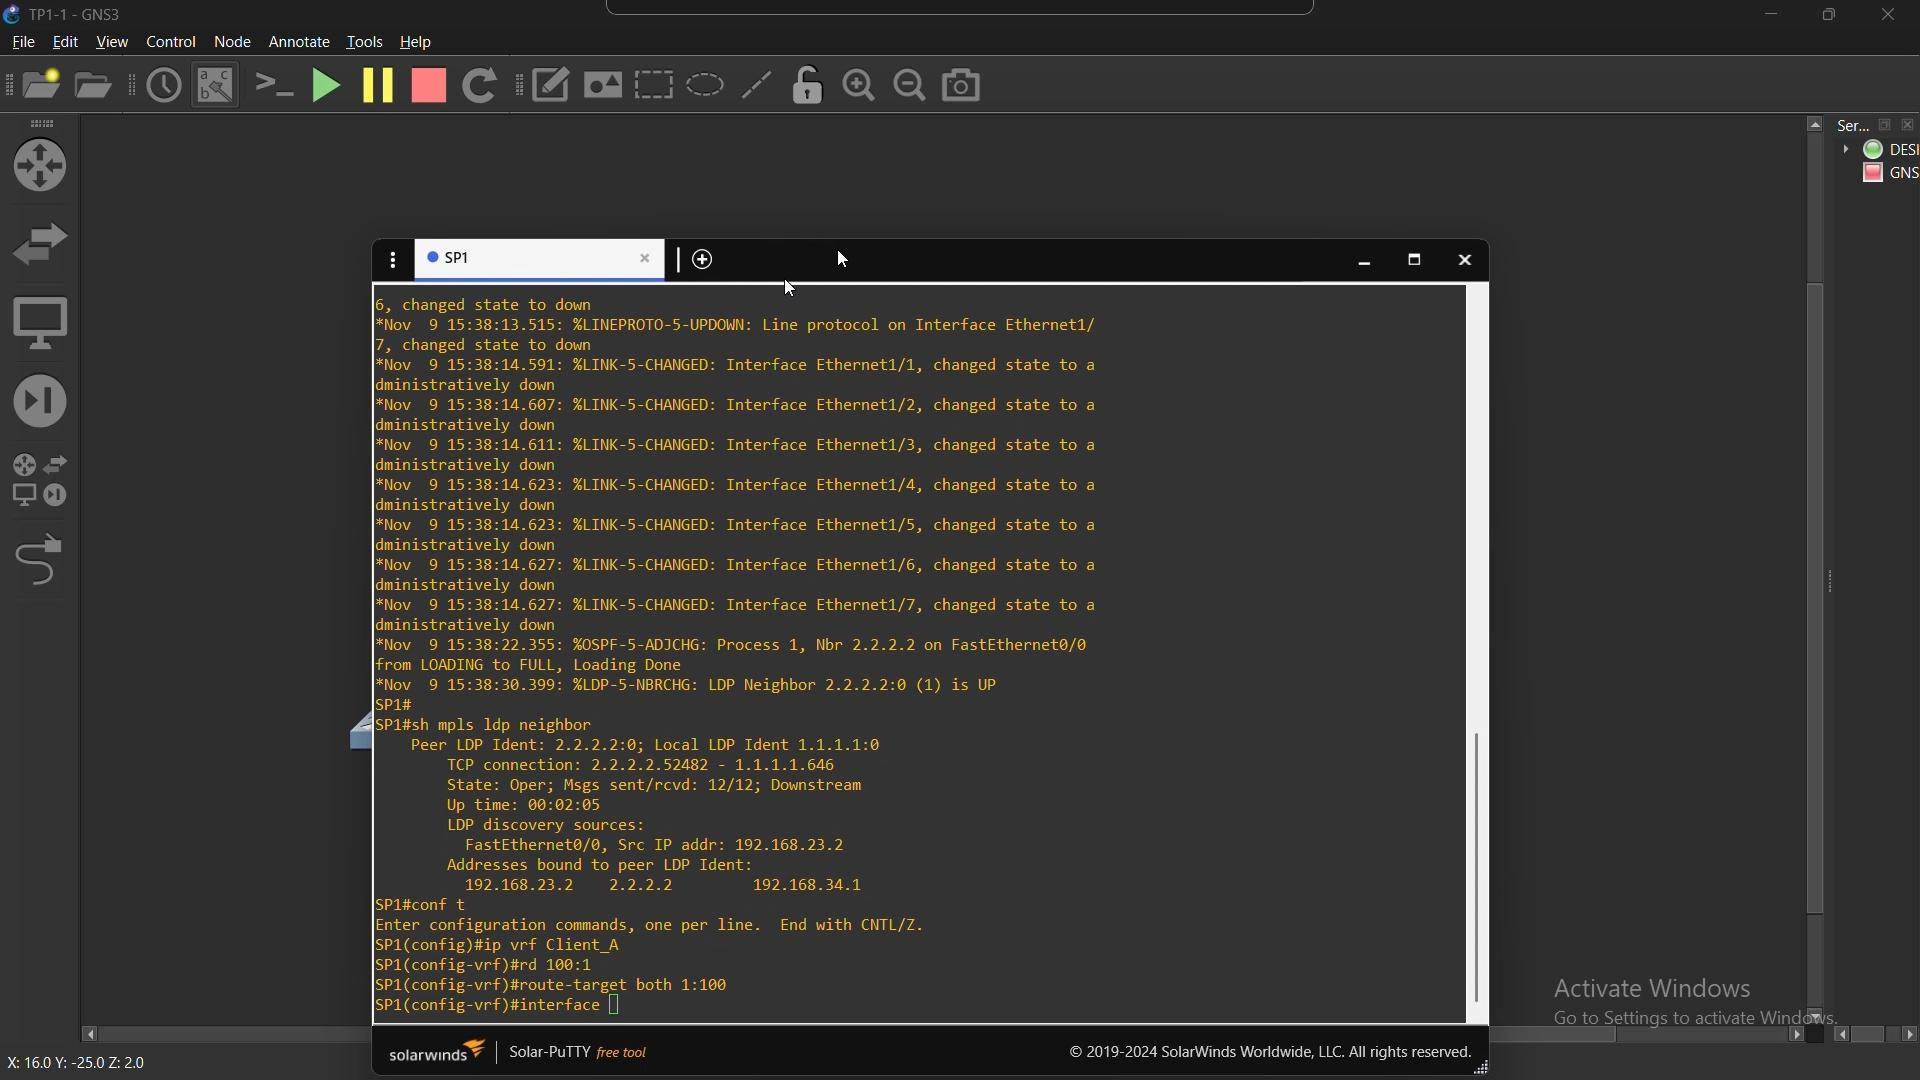 TP1-1 - GNS3
File Edit View Control Node Annotate Tools Help
Ser...
DESI
GNS
SP1
6, changed state to down
*Nov  9 15:38:13.515: %LINEPROTO-5-UPDOWN: Line protocol on Interface Ethernet1/
7, changed state to down
*Nov  9 15:38:14.591: %LINK-5-CHANGED: Interface Ethernet1/1, changed state to a
dministratively down
*Nov  9 15:38:14.607: %LINK-5-CHANGED: Interface Ethernet1/2, changed state to a
dministratively down
*Nov  9 15:38:14.611: %LINK-5-CHANGED: Interface Ethernet1/3, changed state to a
dministratively down
*Nov  9 15:38:14.623: %LINK-5-CHANGED: Interface Ethernet1/4, changed state to a
dministratively down
*Nov  9 15:38:14.623: %LINK-5-CHANGED: Interface Ethernet1/5, changed state to a
dministratively down
*Nov  9 15:38:14.627: %LINK-5-CHANGED: Interface Ethernet1/6, changed state to a
dministratively down
*Nov  9 15:38:14.627: %LINK-5-CHANGED: Interface Ethernet1/7, changed state to a
dministratively down
*Nov  9 15:38:22.355: %OSPF-5-ADJCHG: Process 1, Nbr 2.2.2.2 on FastEthernet0/0
from LOADING to FULL, Loading Done
*Nov  9 15:38:30.399: %LDP-5-NBRCHG: LDP Neighbor 2.2.2.2:0 (1) is UP
SP1#
SP1#sh mpls ldp neighbor
Peer LDP Ident: 2.2.2.2:0; Local LDP Ident 1.1.1.1:0
TCP connection: 2.2.2.2.52482 - 1.1.1.1.646
State: Oper; Msgs sent/rcvd: 12/12; Downstream
Up time: 00:02:05
LDP discovery sources:
FastEthernet0/0, Src IP addr: 192.168.23.2
Addresses bound to peer LDP Ident:
192.168.23.2    2.2.2.2         192.168.34.1
SP1#conf t
Enter configuration commands, one per line.  End with CNTL/Z.
SP1(config)#ip vrf Client_A
SP1(config-vrf)#rd 100:1
SP1(config-vrf)#route-target both 1:100
SP1(config-vrf)#interface
Activate Windows
Go to Settings to activate Windows.
solarwinds Solar-PuTTY free tool © 2019-2024 SolarWinds Worldwide, LLC. All rights reserved.
X: 16.0 Y: -25.0 Z: 2.0